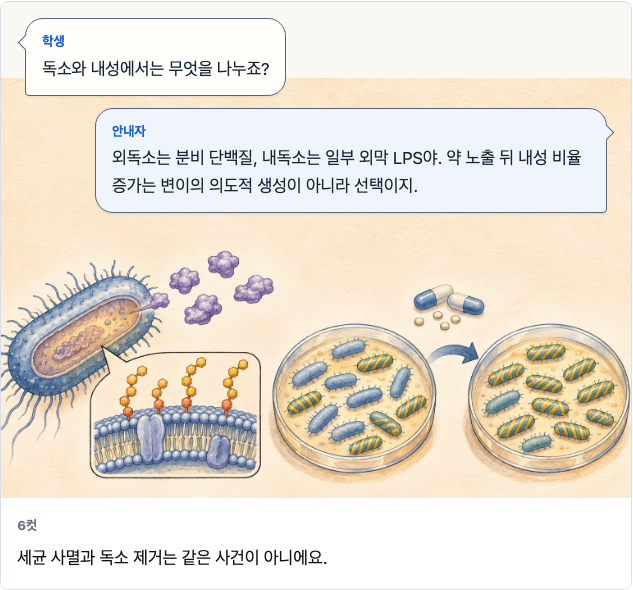 학생
독소와 내성에서는 무엇을 나누죠?
안내자
외독소는 분비 단백질, 내독소는 일부 외막 LPS야. 약 노출 뒤 내성 비율
증가는 변이의 의도적 생성이 아니라 선택이지.
6컷
세균 사멸과 독소 제거는 같은 사건이 아니에요.